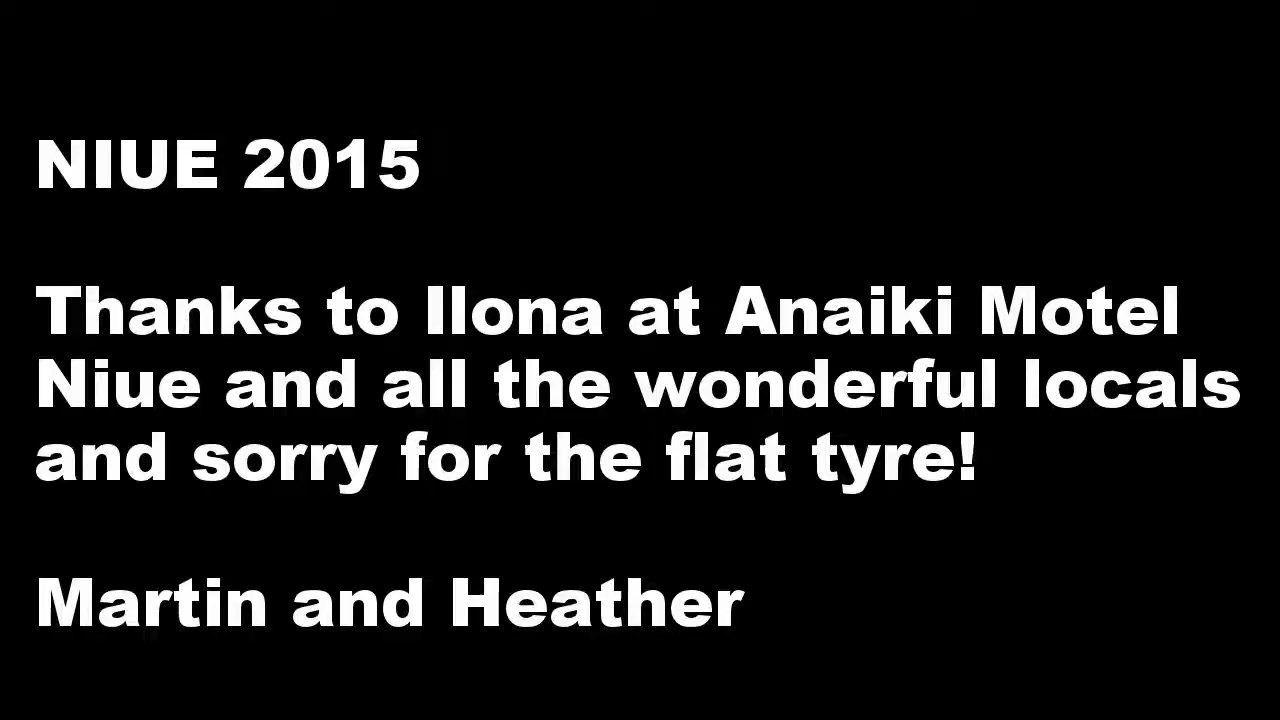 NIUE 2015
Thanks to Ilona at Anaiki Motel
Niue and all the wonderful locals
and sorry for the flat tyre!
Martin and Heather